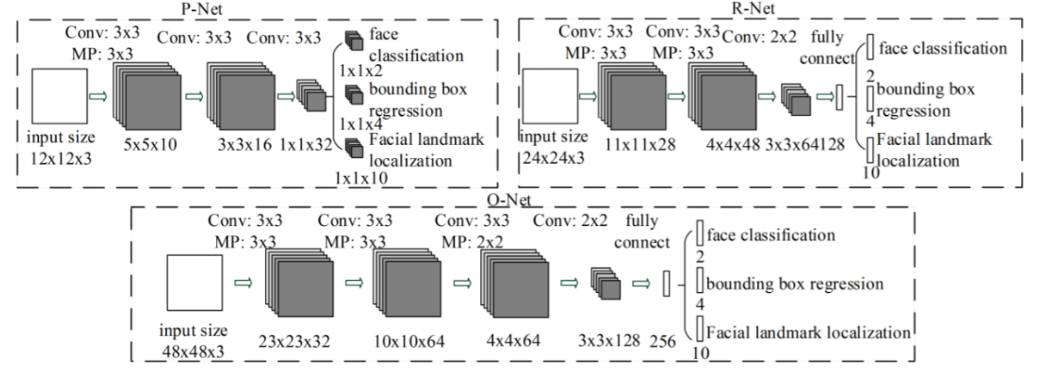 P-Net
Conv: 3x3 Conv: 3x3 Conv: 3x3
MP: 3x3
face
classification
1x1x2
bounding box
regression
1x1x4
Facial landmark
localization
1x1x10
input size
12x12x3
5x5x10
3x3x16
1x1x32
R-Net
Conv: 3x3 Conv: 3x3 Conv: 2x2 fully
MP: 3x3 MP: 3x3 connect
face classification
2
bounding box
regression
4
Facial landmark
localization
10
input size
24x24x3
11x11x28
4x4x48
3x3x64
128
O-Net
Conv: 3x3 Conv: 3x3 Conv: 3x3 Conv: 2x2 fully
MP: 3x3 MP: 3x3 MP: 2x2 connect
face classification
2
bounding box regression
4
Facial landmark localization
10
input size
48x48x3
23x23x32
10x10x64
4x4x64
3x3x128
256